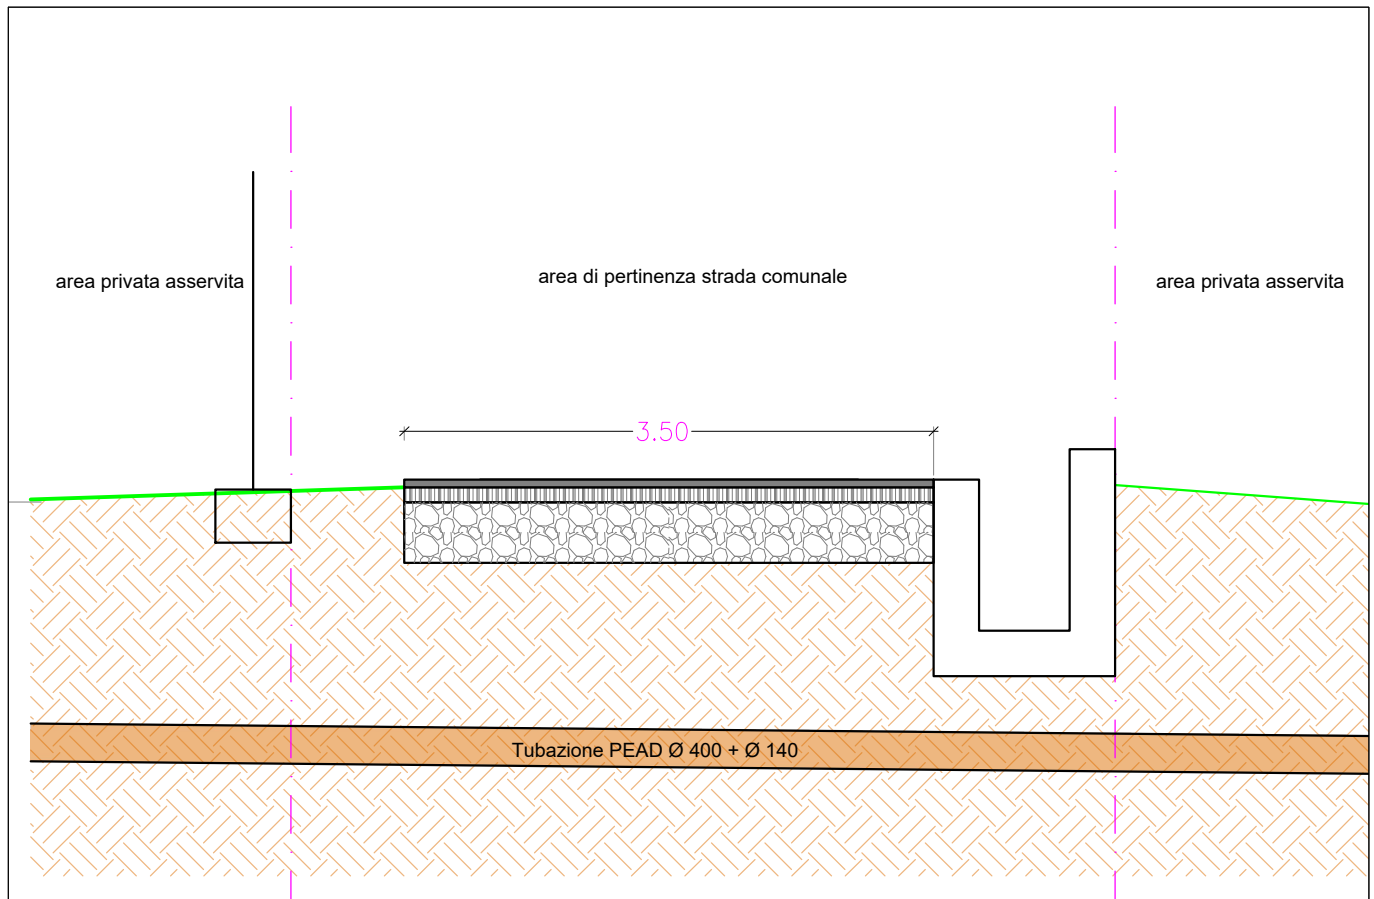 area privata asservita
area di pertinenza strada comunale
area privata asservita
3.50
Tubazione PEAD Ø 400 + Ø 140